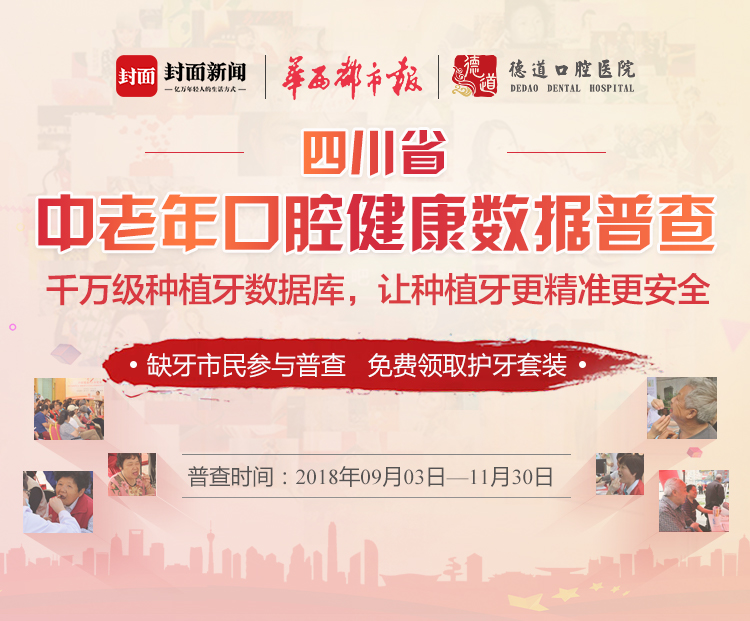 封面 封面新闻 华西都市报 德道 德道口腔医院
—亿万年轻人的生活方式— DEDAO DENTAL HOSPITAL
四川省
中老年口腔健康数据普查
千万级种植牙数据库，让种植牙更精准更安全
·缺牙市民参与普查 免费领取护牙套装·
普查时间：2018年09月03日—11月30日